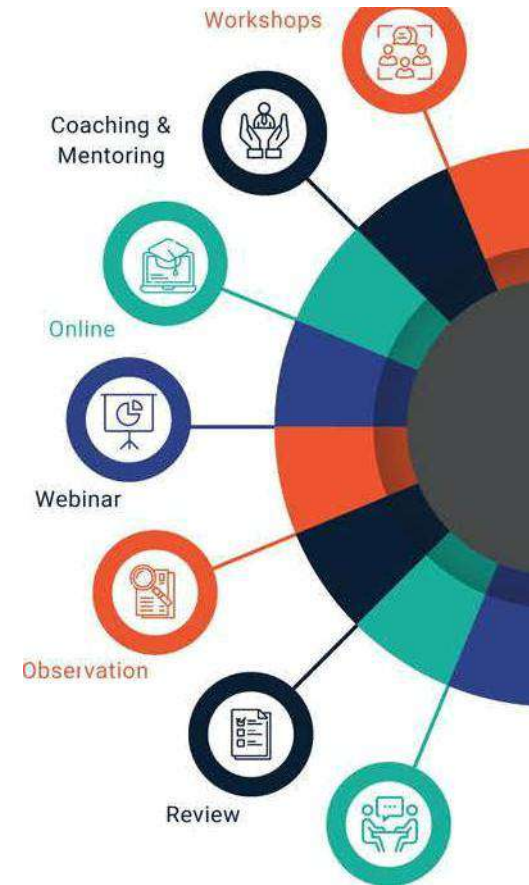 Workshops
Coaching &
Mentoring
Online
Webinar
Observation
Review